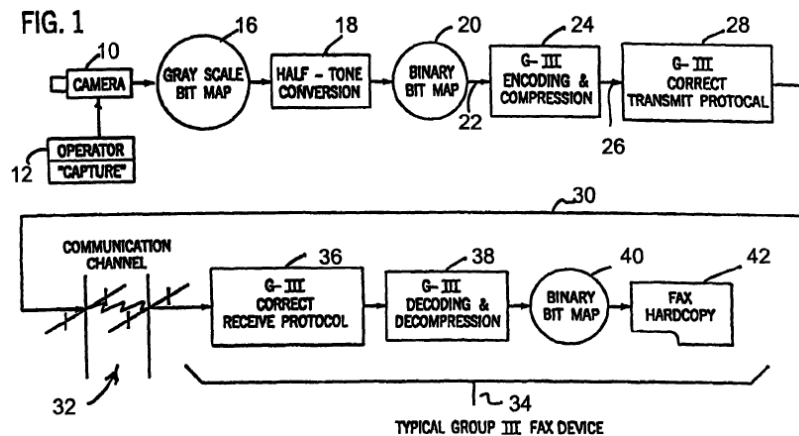 FIG. 1
10
16
18
20
24
28
CAMERA
GRAY SCALE
BIT MAP
HALF - TONE
CONVERSION
BINARY
BIT MAP
G-III
ENCODING &
COMPRESSION
G-III
CORRECT
TRANSMIT PROTOCAL
22
26
12
OPERATOR
"CAPTURE"
30
COMMUNICATION
CHANNEL
36
38
40
42
G-III
CORRECT
RECEIVE PROTOCOL
G-III
DECODING &
DECOMPRESSION
BINARY
BIT MAP
FAX
HARDCOPY
32
34
TYPICAL GROUP III FAX DEVICE